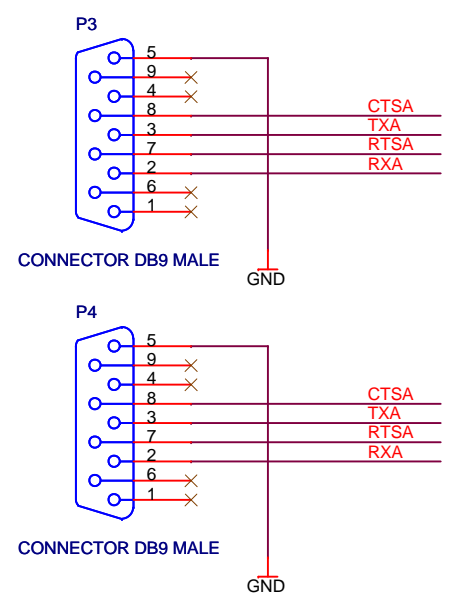 P3
5
9
4
8 CTSA
3 TXA
7 RTSA
2 RXA
6
1
CONNECTOR DB9 MALE
GND
P4
5
9
4
8 CTSA
3 TXA
7 RTSA
2 RXA
6
1
CONNECTOR DB9 MALE
GND